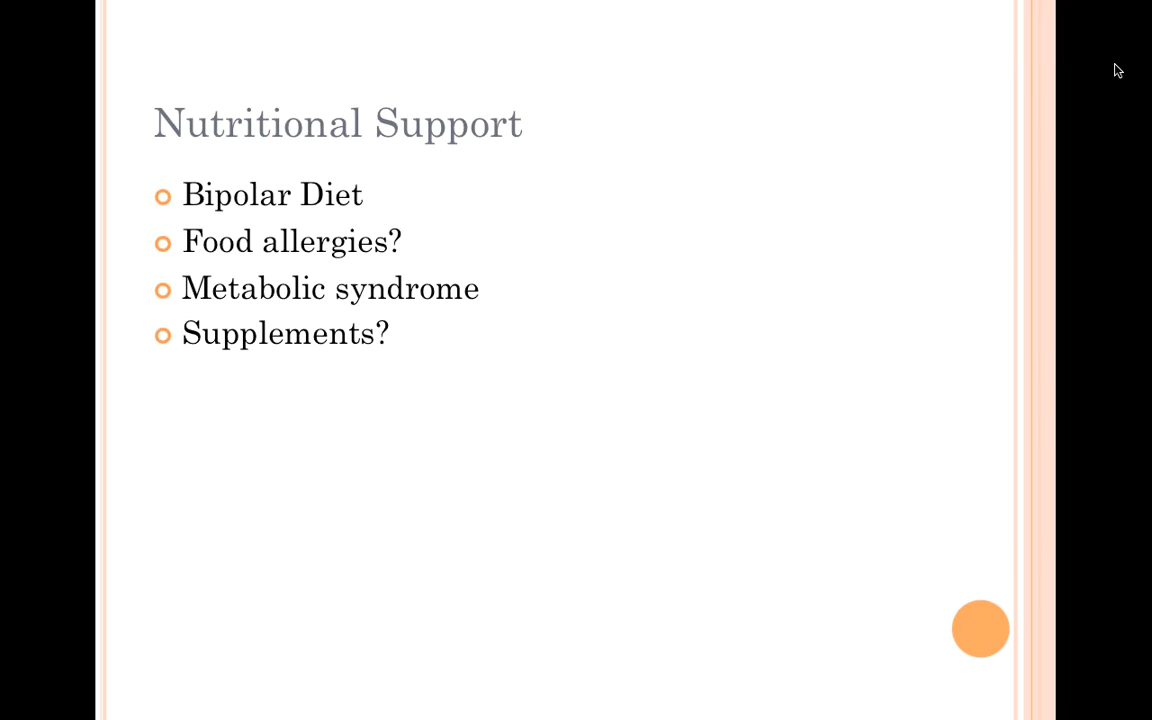 Nutritional Support
Bipolar Diet
Food allergies?
Metabolic syndrome
Supplements?